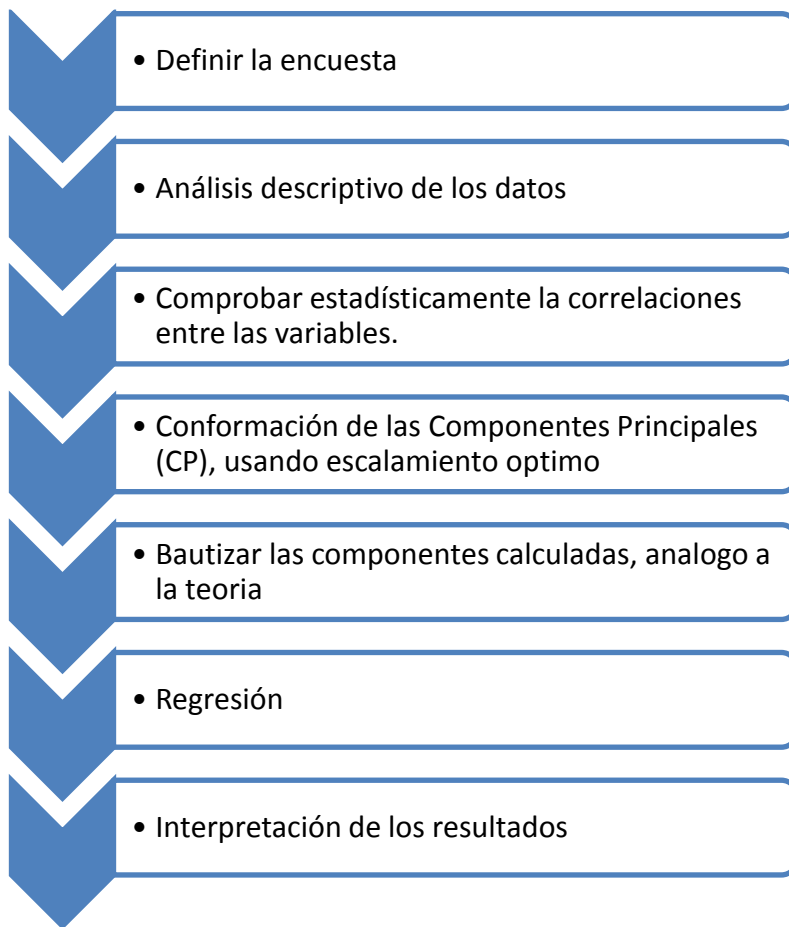 • Definir la encuesta
• Análisis descriptivo de los datos
• Comprobar estadísticamente la correlaciones
entre las variables.
• Conformación de las Componentes Principales
(CP), usando escalamiento optimo
• Bautizar las componentes calculadas, analogo a
la teoria
• Regresión
• Interpretación de los resultados